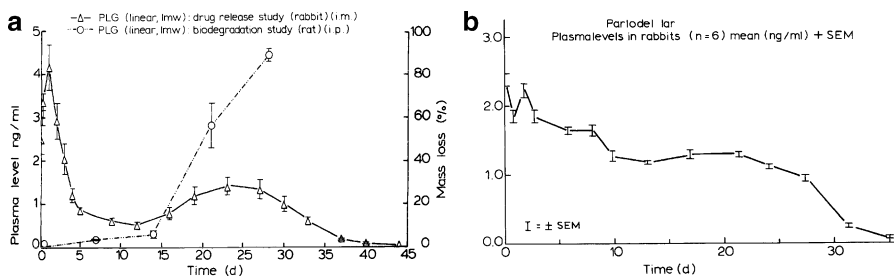 a
–△– PLG (linear, lmw): drug release study (rabbit) (i.m.)
--○-- PLG (linear, lmw): biodegradation study (rat) (i.p.)
Plasma level ng/ml
5
4
3
2
1
0
100
80
60
40
20
0
Mass loss (%)
0 5 10 15 20 25 30 35 40 45
Time (d)
b
Parlodel lar
Plasmalevels in rabbits (n=6) mean (ng/ml) + SEM
3.0
2.0
1.0
0.0
I = ± SEM
0 10 20 30
Time (d)